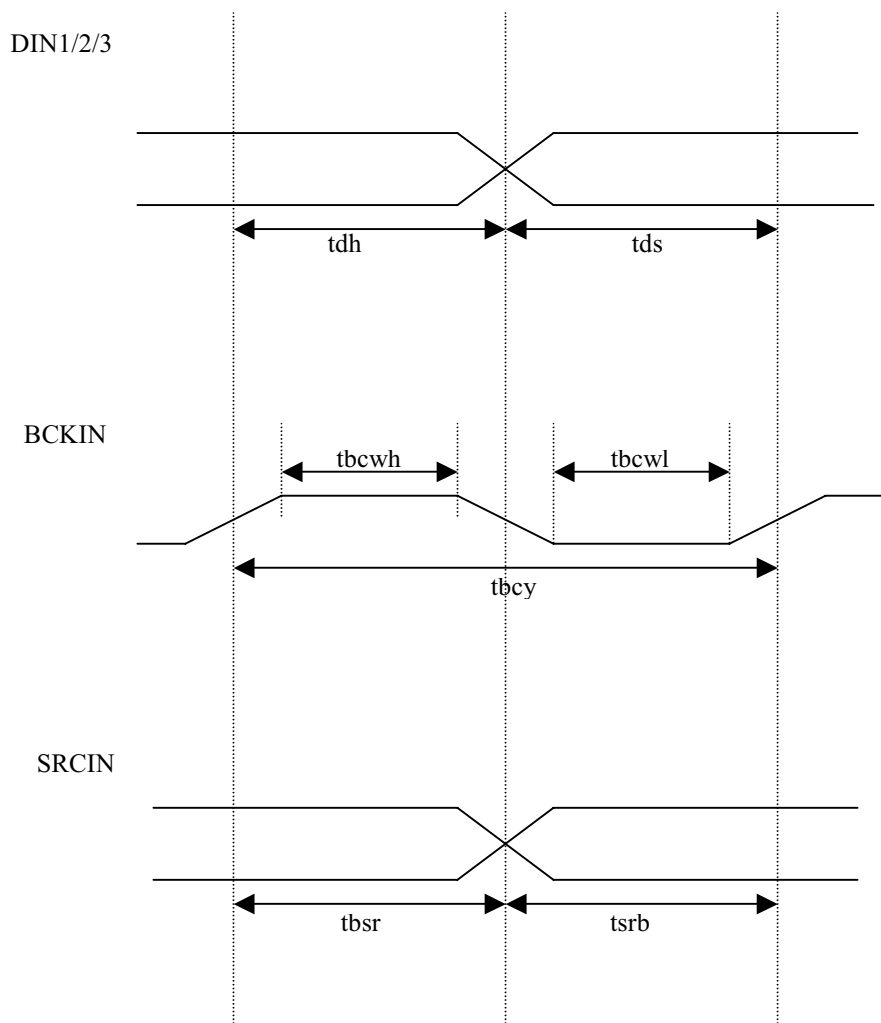 DIN1/2/3
tdh tds
BCKIN
tbcwh tbcwl
tbcy
SRCIN
tbsr tsrb